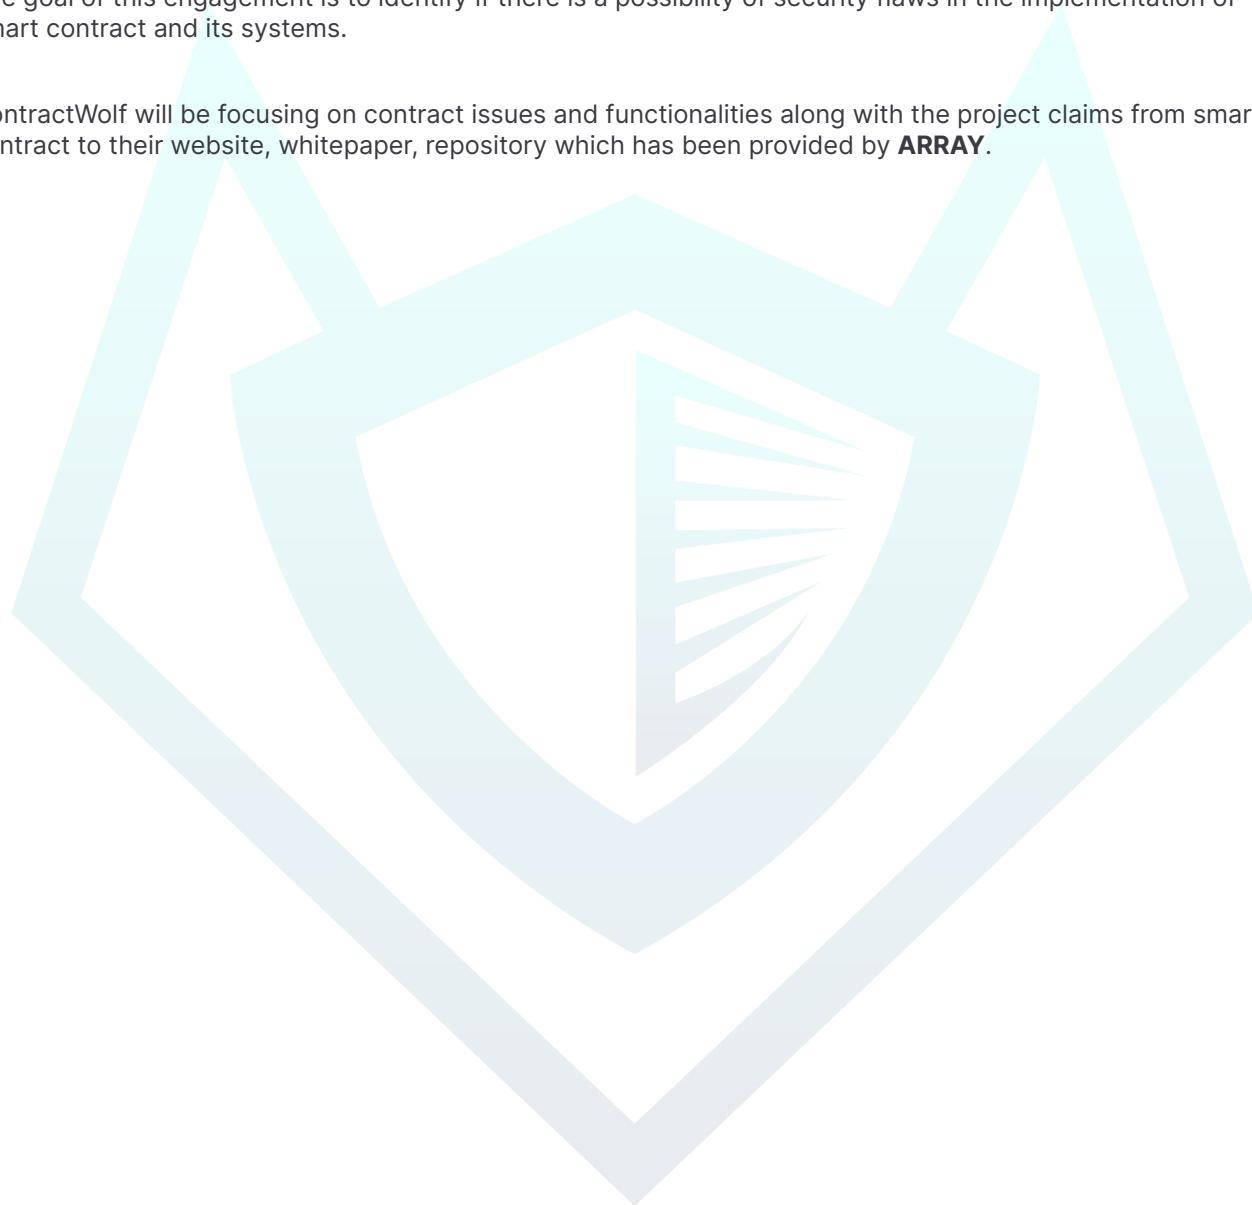 e goal of this engagement is to identify if there is a possibility of security flaws in the implementation of
nart contract and its systems.
ontractWolf will be focusing on contract issues and functionalities along with the project claims from smar
ntract to their website, whitepaper, repository which has been provided by ARRAY.